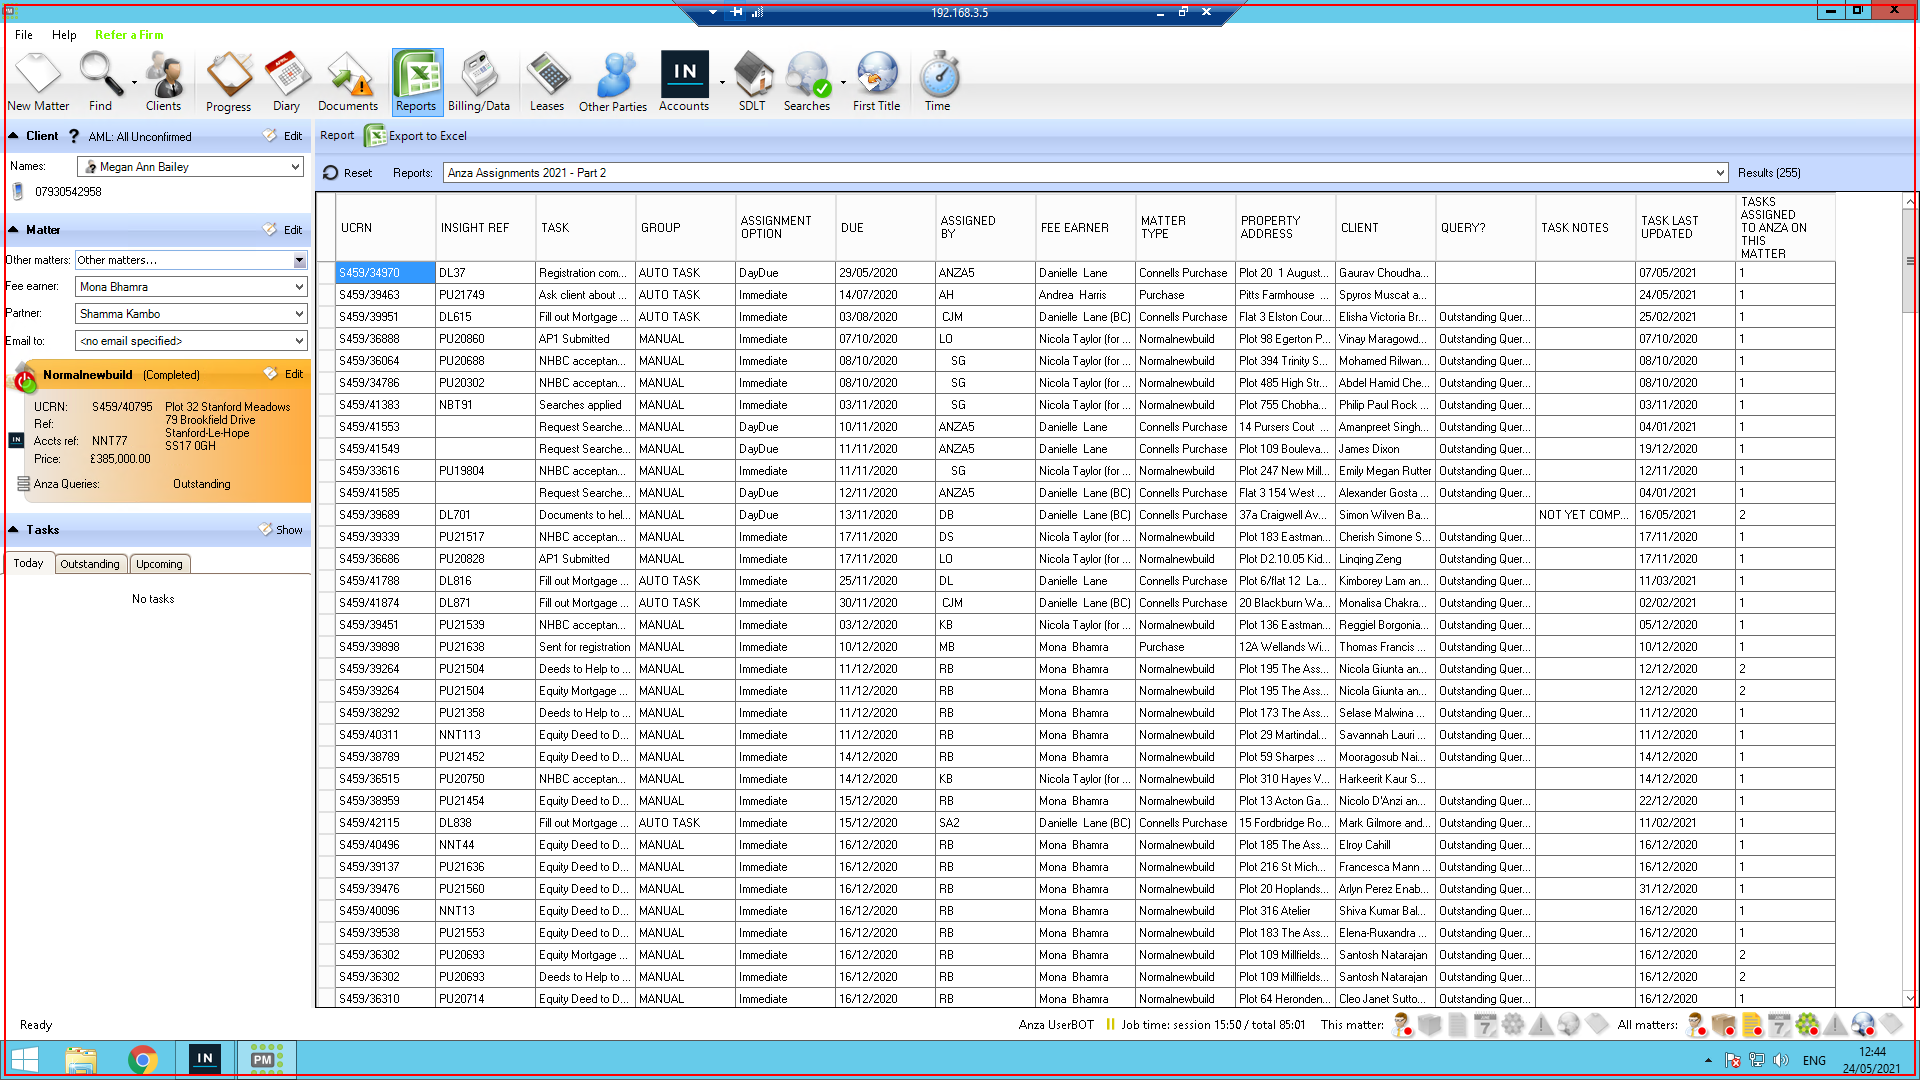 192.168.3.5
File Help Refer a Firm
New Matter Find Clients Progress Diary Documents Reports Billing/Data Leases Other Parties Accounts SDLT Searches First Title Time
Client ? AML: All Unconfirmed Edit
Names: Megan Ann Bailey
07930542958
Matter Edit
Other matters: Other matters...
Fee earner: Mona Bhamra
Partner: Shamma Kambo
Email to: <no email specified>
Normalnewbuild (Completed) Edit
UCRN: S459/40795 Plot 32 Stanford Meadows
Ref: 79 Brookfield Drive
Stanford-Le-Hope
Accts ref: NNT77 SS17 0GH
Price: £385,000.00
Anza Queries: Outstanding
Tasks Show
Today Outstanding Upcoming
No tasks
Report Export to Excel
Reset Reports: Anza Assignments 2021 - Part 2 Results (255)
UCRN INSIGHT REF TASK GROUP ASSIGNMENT OPTION DUE ASSIGNED BY FEE EARNER MATTER TYPE PROPERTY ADDRESS CLIENT QUERY? TASK NOTES TASK LAST UPDATED TASKS ASSIGNED TO ANZA ON THIS MATTER
S459/34970 DL37 Registration com... AUTO TASK DayDue 29/05/2020 ANZA5 Danielle Lane Connells Purchase Plot 20 1 August... Gaurav Choudha... 07/05/2021 1
S459/39463 PU21749 Ask client about ... AUTO TASK Immediate 14/07/2020 AH Andrea Harris Purchase Pitts Farmhouse ... Spyros Muscat a... 24/05/2021 1
S459/39951 DL615 Fill out Mortgage ... AUTO TASK Immediate 03/08/2020 CJM Danielle Lane (BC) Connells Purchase Flat 3 Elston Cour... Elisha Victoria Br... Outstanding Quer... 25/02/2021 1
S459/36888 PU20860 AP1 Submitted MANUAL Immediate 07/10/2020 LO Nicola Taylor (for ... Normalnewbuild Plot 98 Egerton P... Vinay Maragowd... Outstanding Quer... 07/10/2020 1
S459/36064 PU20688 NHBC acceptan... MANUAL Immediate 08/10/2020 SG Nicola Taylor (for ... Normalnewbuild Plot 394 Trinity S... Mohamed Rilwan... Outstanding Quer... 08/10/2020 1
S459/34786 PU20302 NHBC acceptan... MANUAL Immediate 08/10/2020 SG Nicola Taylor (for ... Normalnewbuild Plot 485 High Str... Abdel Hamid Che... Outstanding Quer... 08/10/2020 1
S459/41383 NBT91 Searches applied MANUAL Immediate 03/11/2020 SG Nicola Taylor (for ... Normalnewbuild Plot 755 Chobha... Philip Paul Rock ... Outstanding Quer... 03/11/2020 1
S459/41553 Request Searche... MANUAL DayDue 10/11/2020 ANZA5 Danielle Lane (BC) Connells Purchase 14 Pursers Cout ... Amanpreet Singh... Outstanding Quer... 04/01/2021 1
S459/41549 Request Searche... MANUAL DayDue 11/11/2020 ANZA5 Danielle Lane (BC) Connells Purchase Plot 109 Bouleva... James Dixon Outstanding Quer... 19/12/2020 1
S459/33616 PU19804 NHBC acceptan... MANUAL Immediate 11/11/2020 SG Nicola Taylor (for ... Normalnewbuild Plot 247 New Mill... Emily Megan Rutter Outstanding Quer... 12/11/2020 1
S459/41585 Request Searche... MANUAL DayDue 12/11/2020 ANZA5 Danielle Lane (BC) Connells Purchase Flat 3 154 West ... Alexander Gosta ... Outstanding Quer... 04/01/2021 1
S459/39689 DL701 Documents to hel... MANUAL DayDue 13/11/2020 DB Danielle Lane (BC) Connells Purchase 37a Craigwell Av... Simon Wilven Ba... NOT YET COMP... 16/05/2021 2
S459/39339 PU21517 NHBC acceptan... MANUAL Immediate 17/11/2020 DS Nicola Taylor (for ... Normalnewbuild Plot 183 Eastman... Cherish Simone S... Outstanding Quer... 17/11/2020 1
S459/36686 PU20828 AP1 Submitted MANUAL Immediate 17/11/2020 LO Nicola Taylor (for ... Normalnewbuild Plot D2.10.05 Kid... Linqing Zeng Outstanding Quer... 17/11/2020 1
S459/41788 DL816 Fill out Mortgage ... AUTO TASK Immediate 25/11/2020 DL Danielle Lane Connells Purchase Plot 6/flat 12 La... Kimborey Lam an... Outstanding Quer... 11/03/2021 1
S459/41874 DL871 Fill out Mortgage ... AUTO TASK Immediate 30/11/2020 CJM Danielle Lane (BC) Connells Purchase 20 Blackburn Wa... Monalisa Chakra... Outstanding Quer... 02/02/2021 1
S459/39451 PU21539 NHBC acceptan... MANUAL Immediate 03/12/2020 KB Nicola Taylor (for ... Normalnewbuild Plot 136 Eastman... Reggiel Borgonia... Outstanding Quer... 05/12/2020 1
S459/39898 PU21638 Sent for registration MANUAL Immediate 10/12/2020 MB Mona Bhamra Purchase 12A Wellands Wi... Thomas Francis ... Outstanding Quer... 10/12/2020 1
S459/39264 PU21504 Deeds to Help to ... MANUAL Immediate 11/12/2020 RB Mona Bhamra Normalnewbuild Plot 195 The Ass... Nicola Giunta an... Outstanding Quer... 12/12/2020 2
S459/39264 PU21504 Equity Mortgage ... MANUAL Immediate 11/12/2020 RB Mona Bhamra Normalnewbuild Plot 195 The Ass... Nicola Giunta an... Outstanding Quer... 12/12/2020 2
S459/38292 PU21358 Deeds to Help to ... MANUAL Immediate 11/12/2020 RB Mona Bhamra Normalnewbuild Plot 173 The Ass... Selase Malwina ... Outstanding Quer... 11/12/2020 1
S459/40311 NNT113 Equity Deed to D... MANUAL Immediate 11/12/2020 RB Mona Bhamra Normalnewbuild Plot 29 Martindal... Savannah Lauri ... Outstanding Quer... 11/12/2020 1
S459/38789 PU21452 Equity Deed to D... MANUAL Immediate 14/12/2020 RB Mona Bhamra Normalnewbuild Plot 59 Sharpes ... Mooragosub Nai... Outstanding Quer... 14/12/2020 1
S459/36515 PU20750 NHBC acceptan... MANUAL Immediate 14/12/2020 KB Nicola Taylor (for ... Normalnewbuild Plot 310 Hayes V... Harkeerit Kaur S... 14/12/2020 1
S459/38959 PU21454 Equity Deed to D... MANUAL Immediate 15/12/2020 RB Mona Bhamra Normalnewbuild Plot 13 Acton Ga... Nicolo D'Anzi an... Outstanding Quer... 22/12/2020 1
S459/42115 DL838 Fill out Mortgage ... AUTO TASK Immediate 15/12/2020 SA2 Danielle Lane (BC) Connells Purchase 15 Fordbridge Ro... Mark Gilmore and... Outstanding Quer... 11/02/2021 1
S459/40496 NNT44 Equity Deed to D... MANUAL Immediate 16/12/2020 RB Mona Bhamra Normalnewbuild Plot 185 The Ass... Elroy Cahill Outstanding Quer... 16/12/2020 1
S459/39137 PU21636 Equity Deed to D... MANUAL Immediate 16/12/2020 RB Mona Bhamra Normalnewbuild Plot 216 St Mich... Francesca Mann ... Outstanding Quer... 16/12/2020 1
S459/39476 PU21560 Equity Deed to D... MANUAL Immediate 16/12/2020 RB Mona Bhamra Normalnewbuild Plot 20 Hoplands... Arlyn Perez Enab... Outstanding Quer... 31/12/2020 1
S459/40096 NNT13 Equity Deed to D... MANUAL Immediate 16/12/2020 RB Mona Bhamra Normalnewbuild Plot 316 Atelier Shiva Kumar Bal... Outstanding Quer... 16/12/2020 1
S459/39538 PU21553 Equity Deed to D... MANUAL Immediate 16/12/2020 RB Mona Bhamra Normalnewbuild Plot 183 The Ass... Elena-Ruxandra ... Outstanding Quer... 16/12/2020 1
S459/36302 PU20693 Equity Mortgage ... MANUAL Immediate 16/12/2020 RB Mona Bhamra Normalnewbuild Plot 109 Millfields... Santosh Natarajan Outstanding Quer... 16/12/2020 2
S459/36302 PU20693 Deeds to Help to ... MANUAL Immediate 16/12/2020 RB Mona Bhamra Normalnewbuild Plot 109 Millfields... Santosh Natarajan Outstanding Quer... 16/12/2020 2
S459/36310 PU20714 Equity Deed to D... MANUAL Immediate 16/12/2020 RB Mona Bhamra Normalnewbuild Plot 64 Heronden... Cleo Janet Sutto... Outstanding Quer... 16/12/2020 1
Ready Anza UserBOT Job time: session 15:50 / total 85:01 This matter: All matters:
IN PM ENG 12:44
24/05/2021